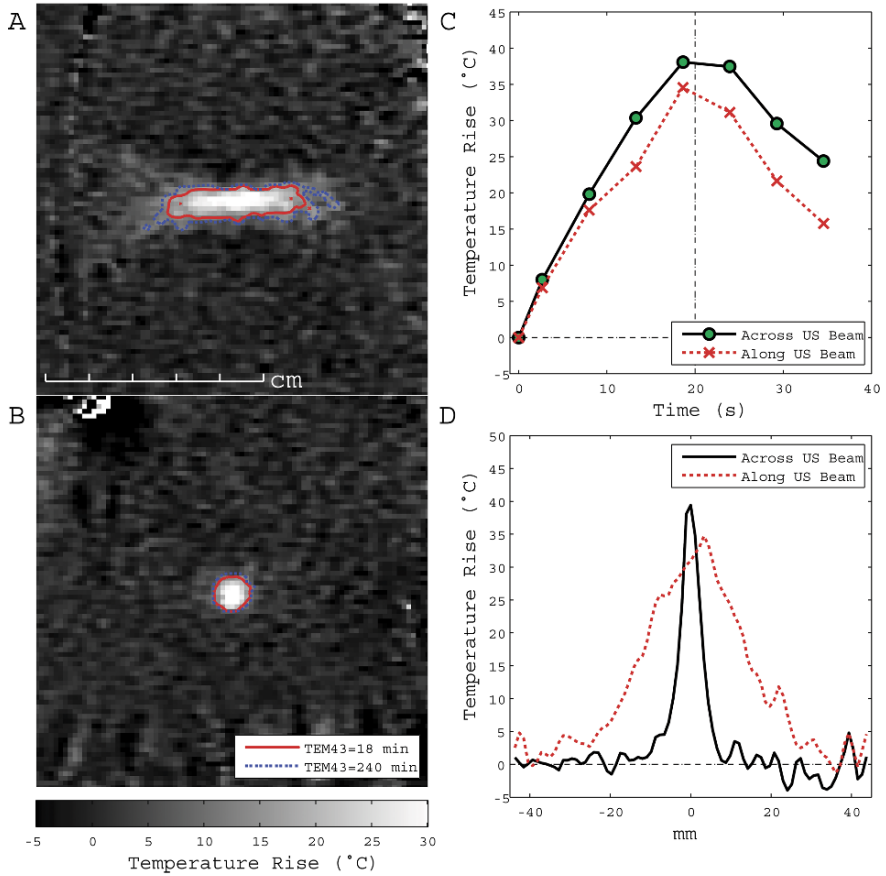 A
cm
B
TEM43=18 min
TEM43=240 min
-5 0 5 10 15 20 25 30
Temperature Rise (˚C)
C
45
40
35
30
25
20
15
10
5
0
-5
Temperature Rise (˚C)
Across US Beam
Along US Beam
0 10 20 30 40
Time (s)
D
50
45
40
35
30
25
20
15
10
5
0
-5
Temperature Rise (˚C)
Across US Beam
Along US Beam
-40 -20 0 20 40
mm